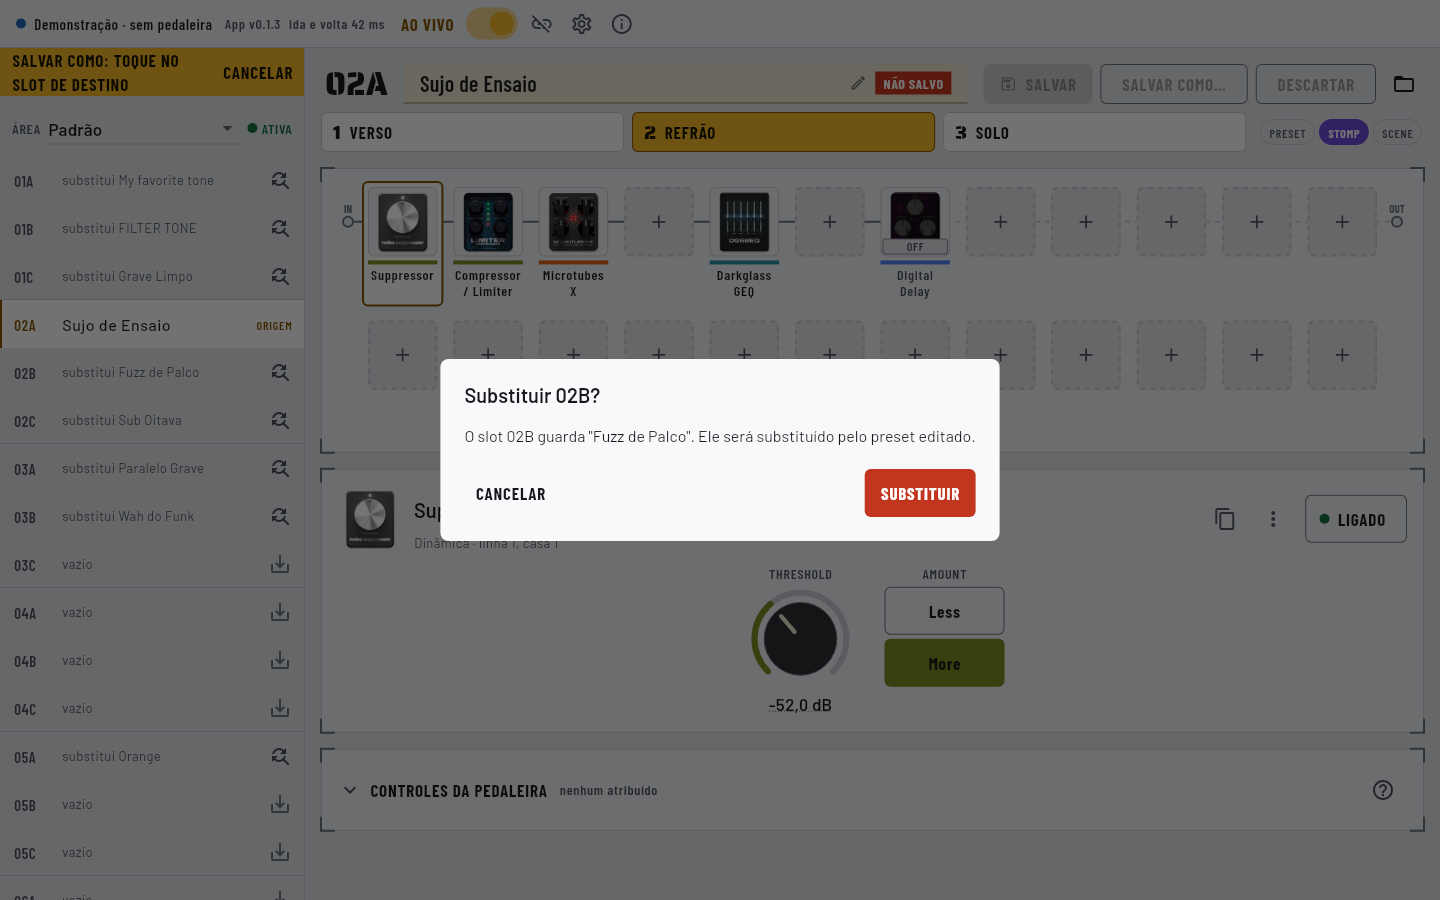 Demonstração · sem pedaleira
App v0.1.3 ida e volta 42 ms
AO VIVO
SALVAR COMO: TOQUE NO SLOT DE DESTINO
CANCELAR
ÁREA Padrão
ATIVA
01A substitui My favorite tone
01B substitui FILTER TONE
01C substitui Grave Limpo
02A Sujo de Ensaio ORIGEM
02B substitui Fuzz de Palco
02C substitui Sub Oitava
03A substitui Paralelo Grave
03B substitui Wah do Funk
03C vazio
04A vazio
04B vazio
04C vazio
05A substitui Orange
05B vazio
05C vazio
02A
Sujo de Ensaio
NÃO SALVO
SALVAR
SALVAR COMO...
DESCARTAR
1 VERSO
2 REFRÃO
3 SOLO
PRESET
STOMP
SCENE
IN
OUT
LIMITER
DGSBEQ
OFF
Suppressor
Compressor
/ Limiter
Microtubes
X
Darkglass
GEQ
Digital
Delay
Substituir 02B?
O slot 02B guarda "Fuzz de Palco". Ele será substituído pelo preset editado.
CANCELAR
SUBSTITUIR
Dinâmica · linha 1, casa 1
LIGADO
THRESHOLD
-52,0 dB
AMOUNT
Less
More
CONTROLES DA PEDALEIRA nenhum atribuído